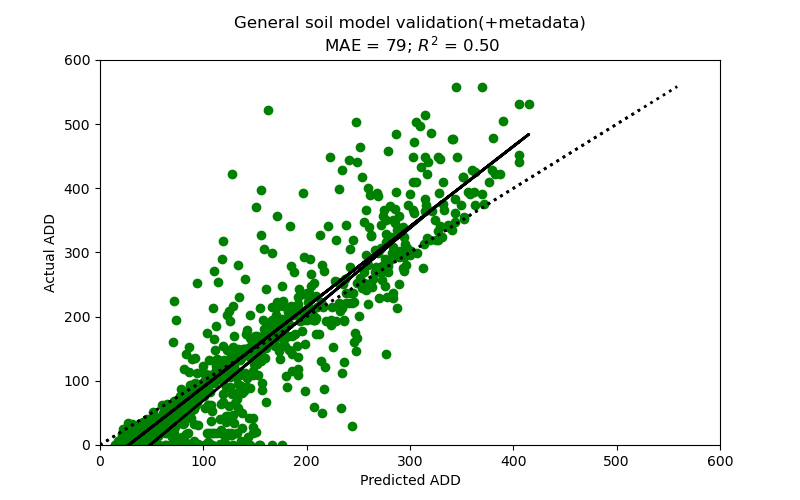 General soil model validation(+metadata)
MAE = 79; R² = 0.50
600
500
400
300
200
100
0
Actual ADD
0 100 200 300 400 500 600
Predicted ADD